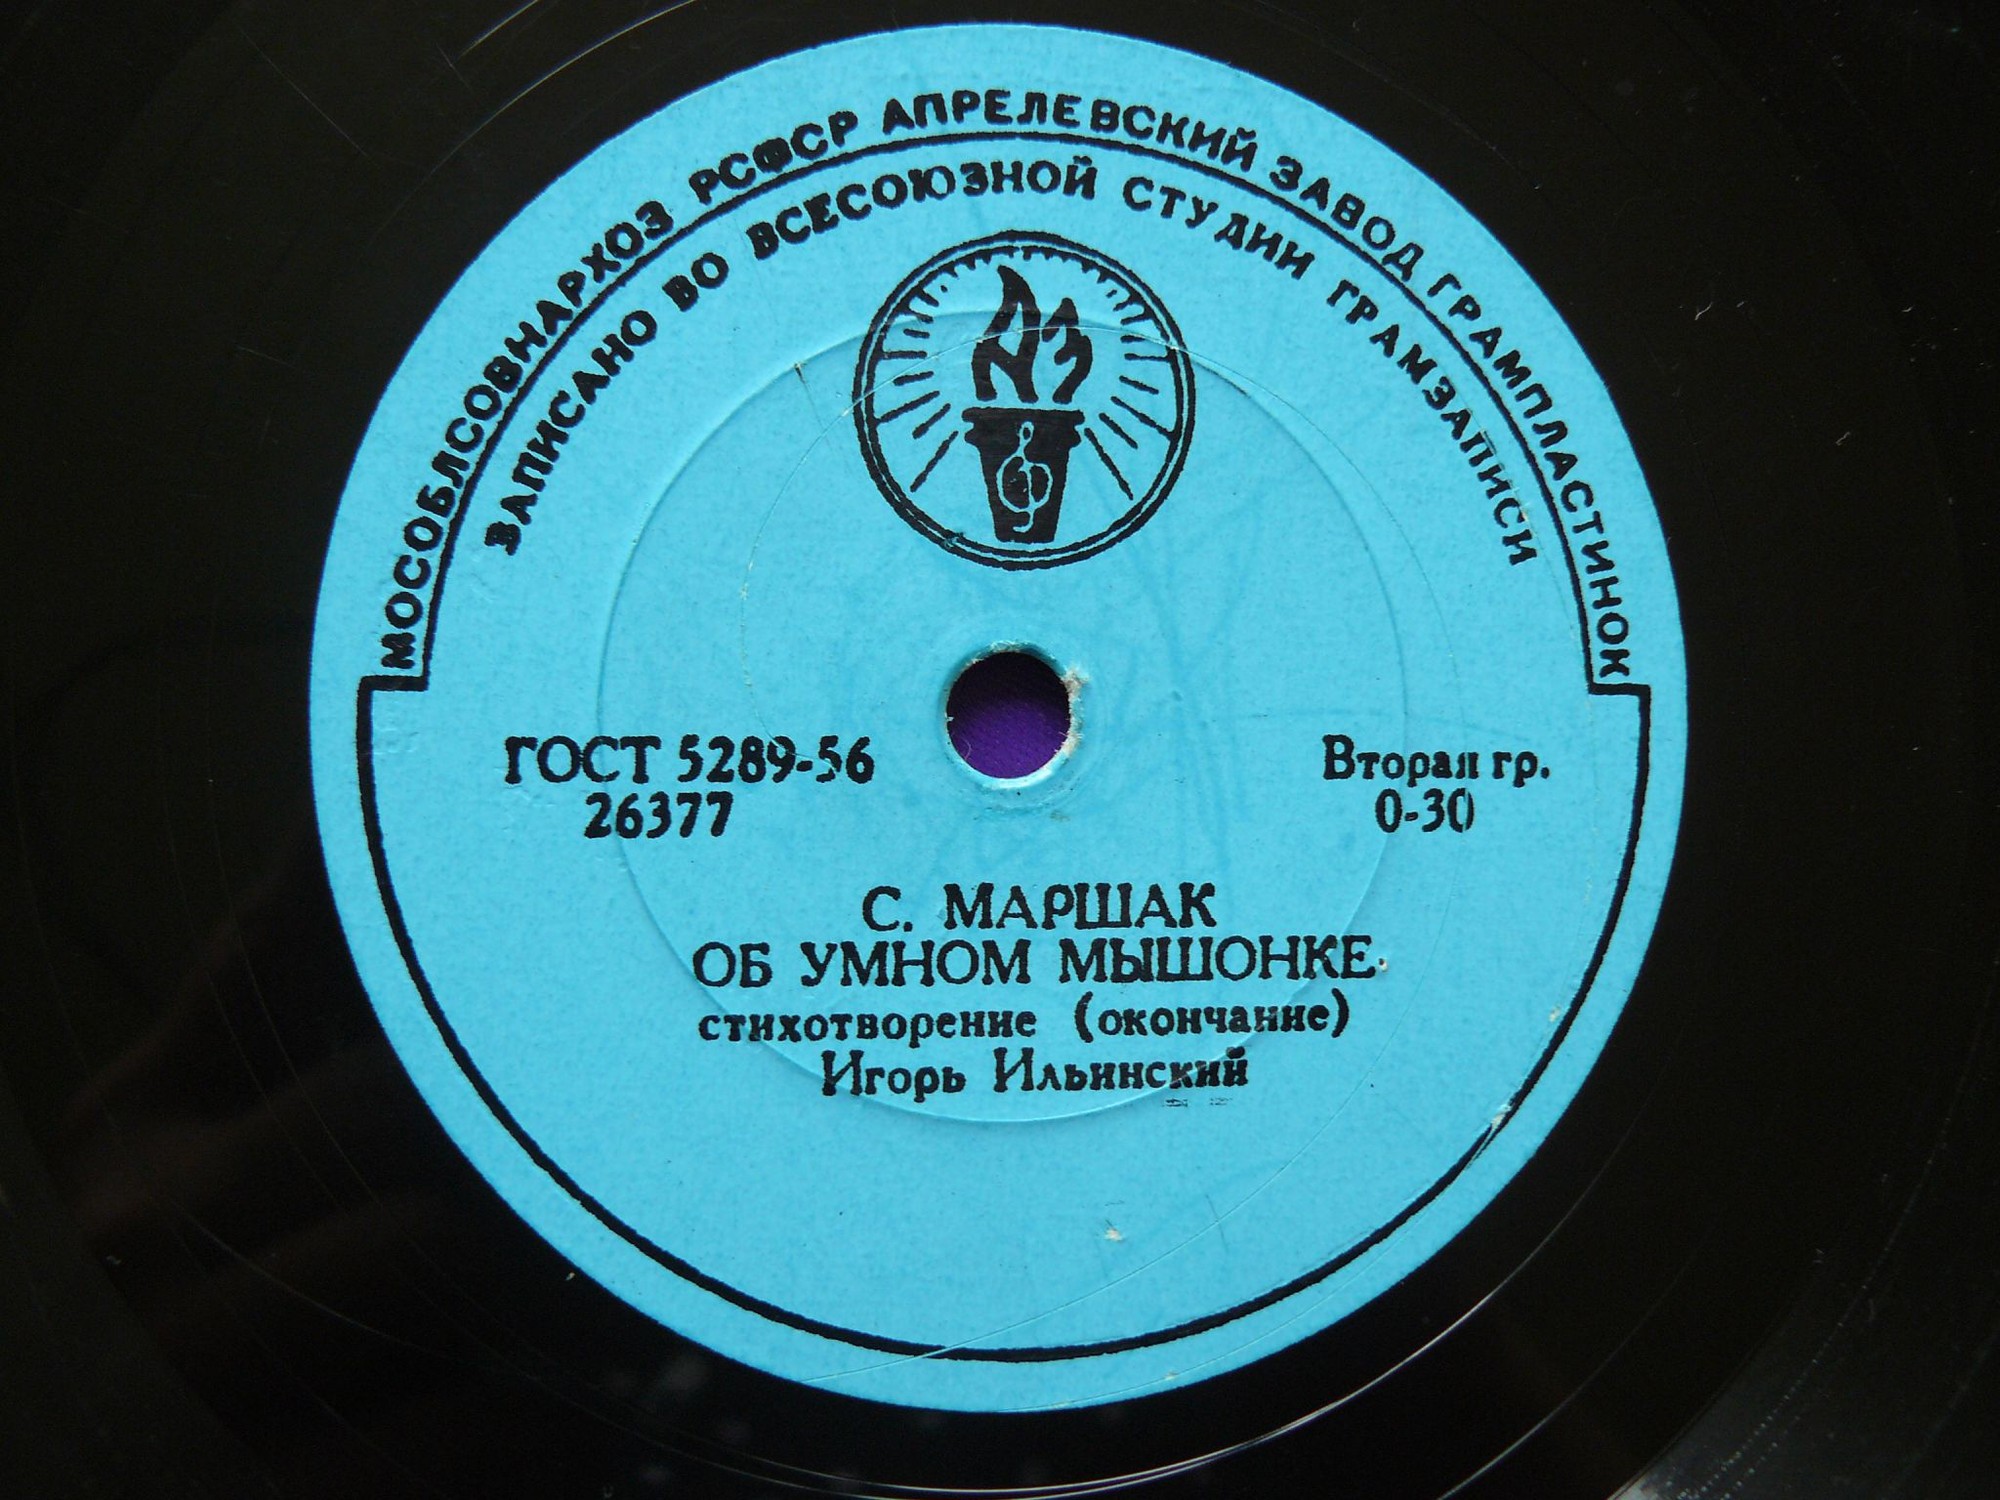 МОСОБЛСОВНАРХОЗ РСФСР АПРЕЛЕВСКИЙ ЗАВОД ГРАМПЛАСТИНОК
ЗАПИСАНО ВО ВСЕСОЮЗНОЙ СТУДИИ ГРАМЗАПИСИ
ГОСТ 5289-56
26377
Вторая гр.
0-30
С. МАРШАК
ОБ УМНОМ МЫШОНКЕ
стихотворение (окончание)
Игорь Ильинский